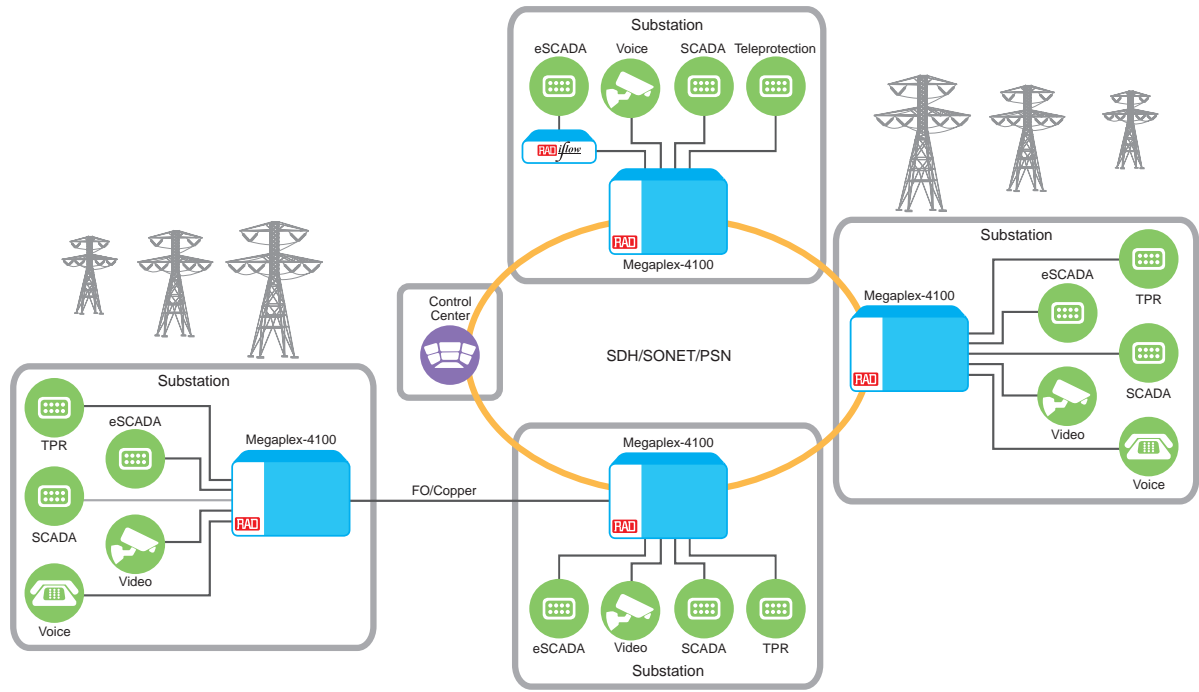 Substation
eSCADA
Voice
SCADA
Teleprotection
RAD iflow
RAD
Megaplex-4100
Substation
Megaplex-4100
eSCADA
TPR
RAD
SCADA
Video
Voice
Control
Center
SDH/SONET/PSN
Substation
TPR
eSCADA
Megaplex-4100
SCADA
RAD
Video
Voice
FO/Copper
Megaplex-4100
RAD
eSCADA
Video
SCADA
TPR
Substation